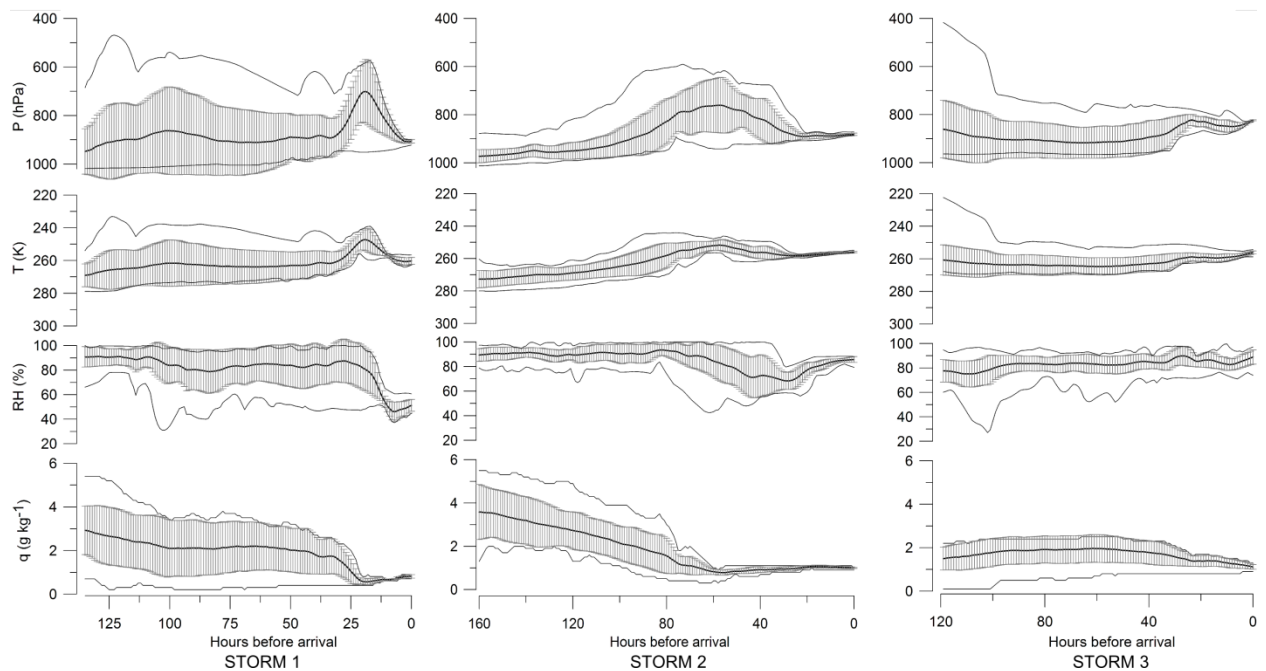 400 400 400
600 600 600
P (hPa)
800 800 800
1000 1000 1000
220 220 220
240 240 240
T (K)
260 260 260
280 280 280
300 300 300
100 100 100
80 80 80
RH (%)
60 60 60
40 40 40
20 20 20
6 6 6
4 4 4
q (g kg-1)
2 2 2
0 0 0
125 100 75 50 25 0 160 120 80 40 0 120 80 40 0
Hours before arrival Hours before arrival Hours before arrival
STORM 1 STORM 2 STORM 3